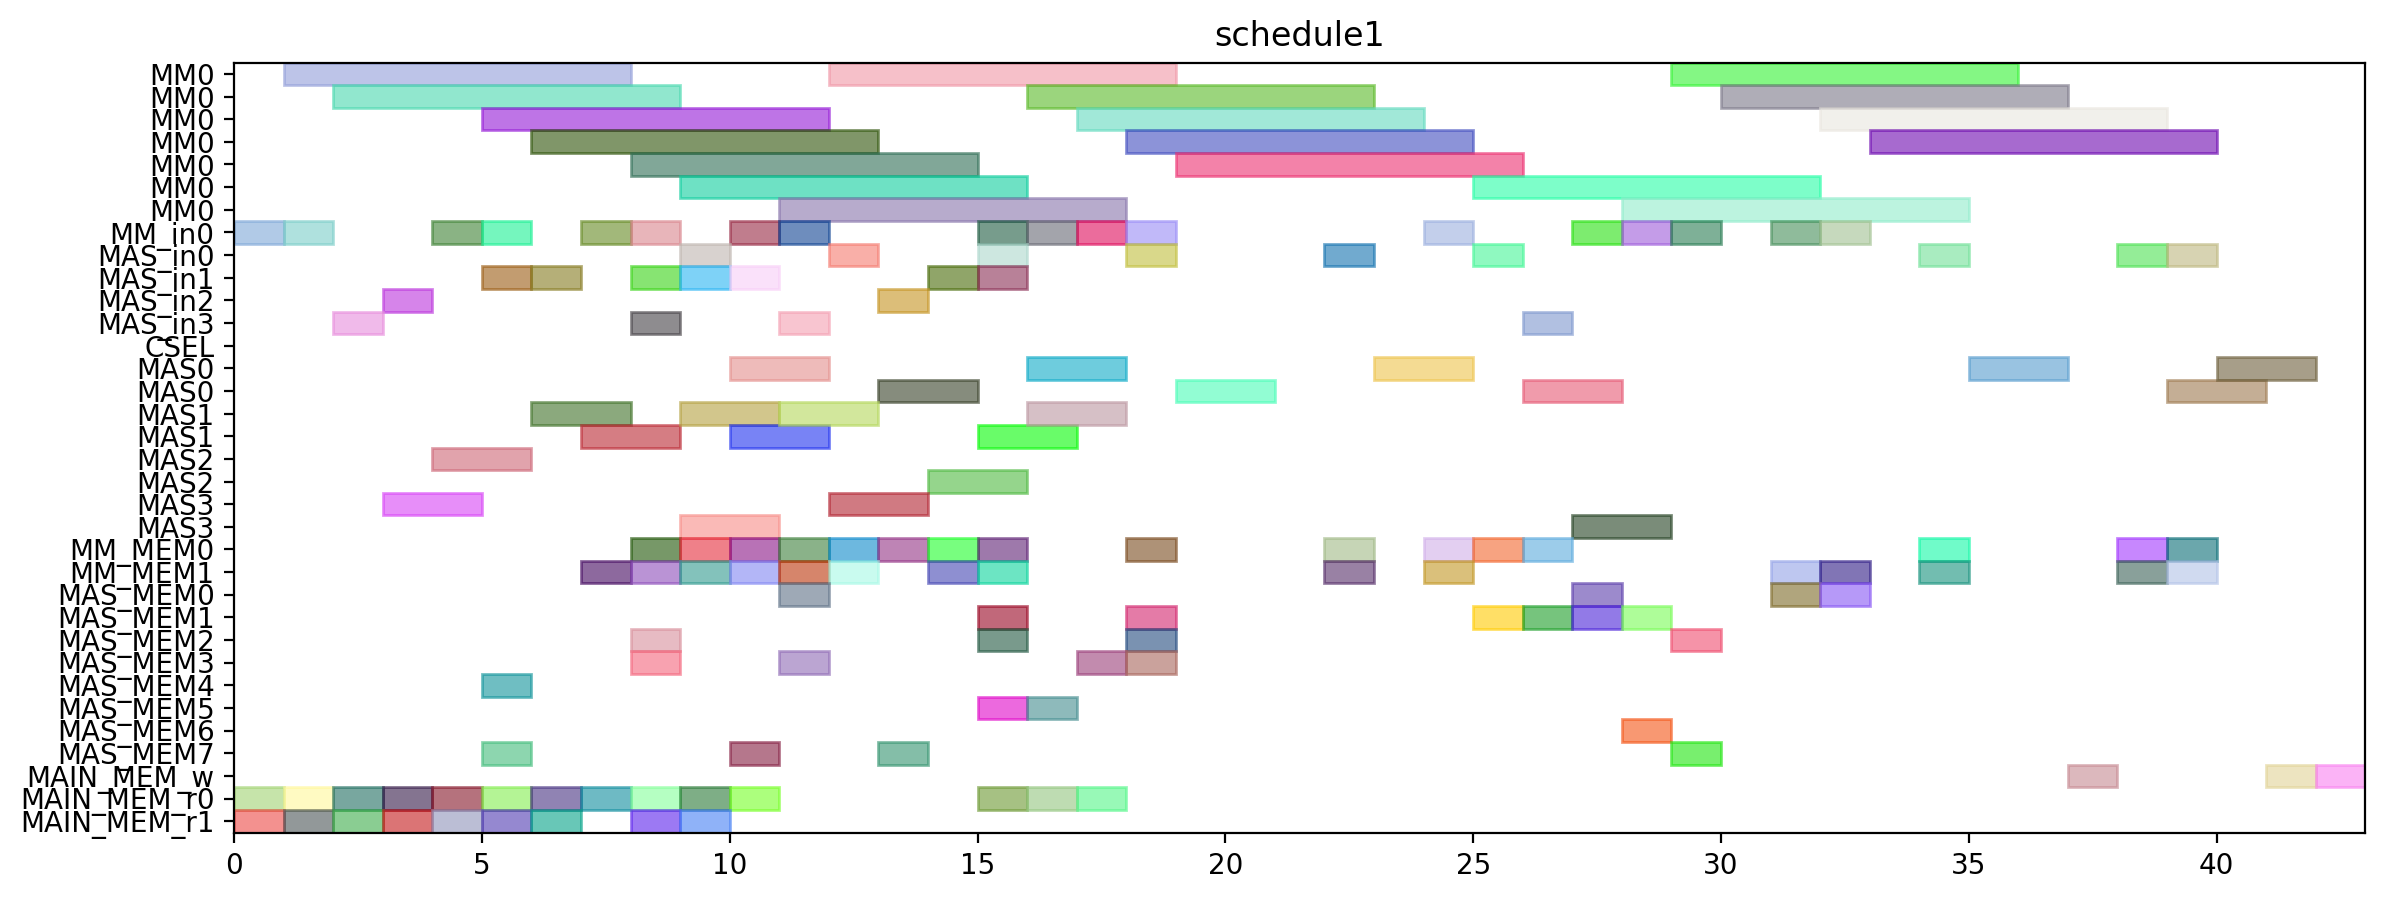 schedule1
MM0
MM0
MM0
MM0
MM0
MM0
MM0
MM_in0
MAS_in0
MAS_in1
MAS_in2
MAS_in3
CSEL
MAS0
MAS0
MAS1
MAS1
MAS2
MAS2
MAS3
MAS3
MM_MEM0
MM_MEM1
MAS_MEM0
MAS_MEM1
MAS_MEM2
MAS_MEM3
MAS_MEM4
MAS_MEM5
MAS_MEM6
MAS_MEM7
MAIN_MEM_w
MAIN_MEM_r0
MAIN_MEM_r1
0 5 10 15 20 25 30 35 40